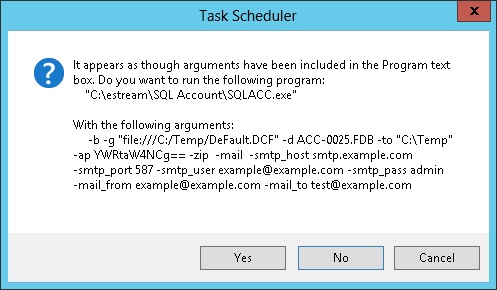 Task Scheduler
x
It appears as though arguments have been included in the Program text
box. Do you want to run the following program:
"C:\estream\SQL Account\SQLACC.exe"
With the following arguments:
-b -g "file:///C:/Temp/DeFault.DCF" -d ACC-0025.FDB -to "C:\Temp"
-ap YWRtaW4NCg== -zip -mail -smtp_host smtp.example.com
-smtp_port 587 -smtp_user example@example.com -smtp_pass admin
-mail_from example@example.com -mail_to test@example.com
Yes
No
Cancel